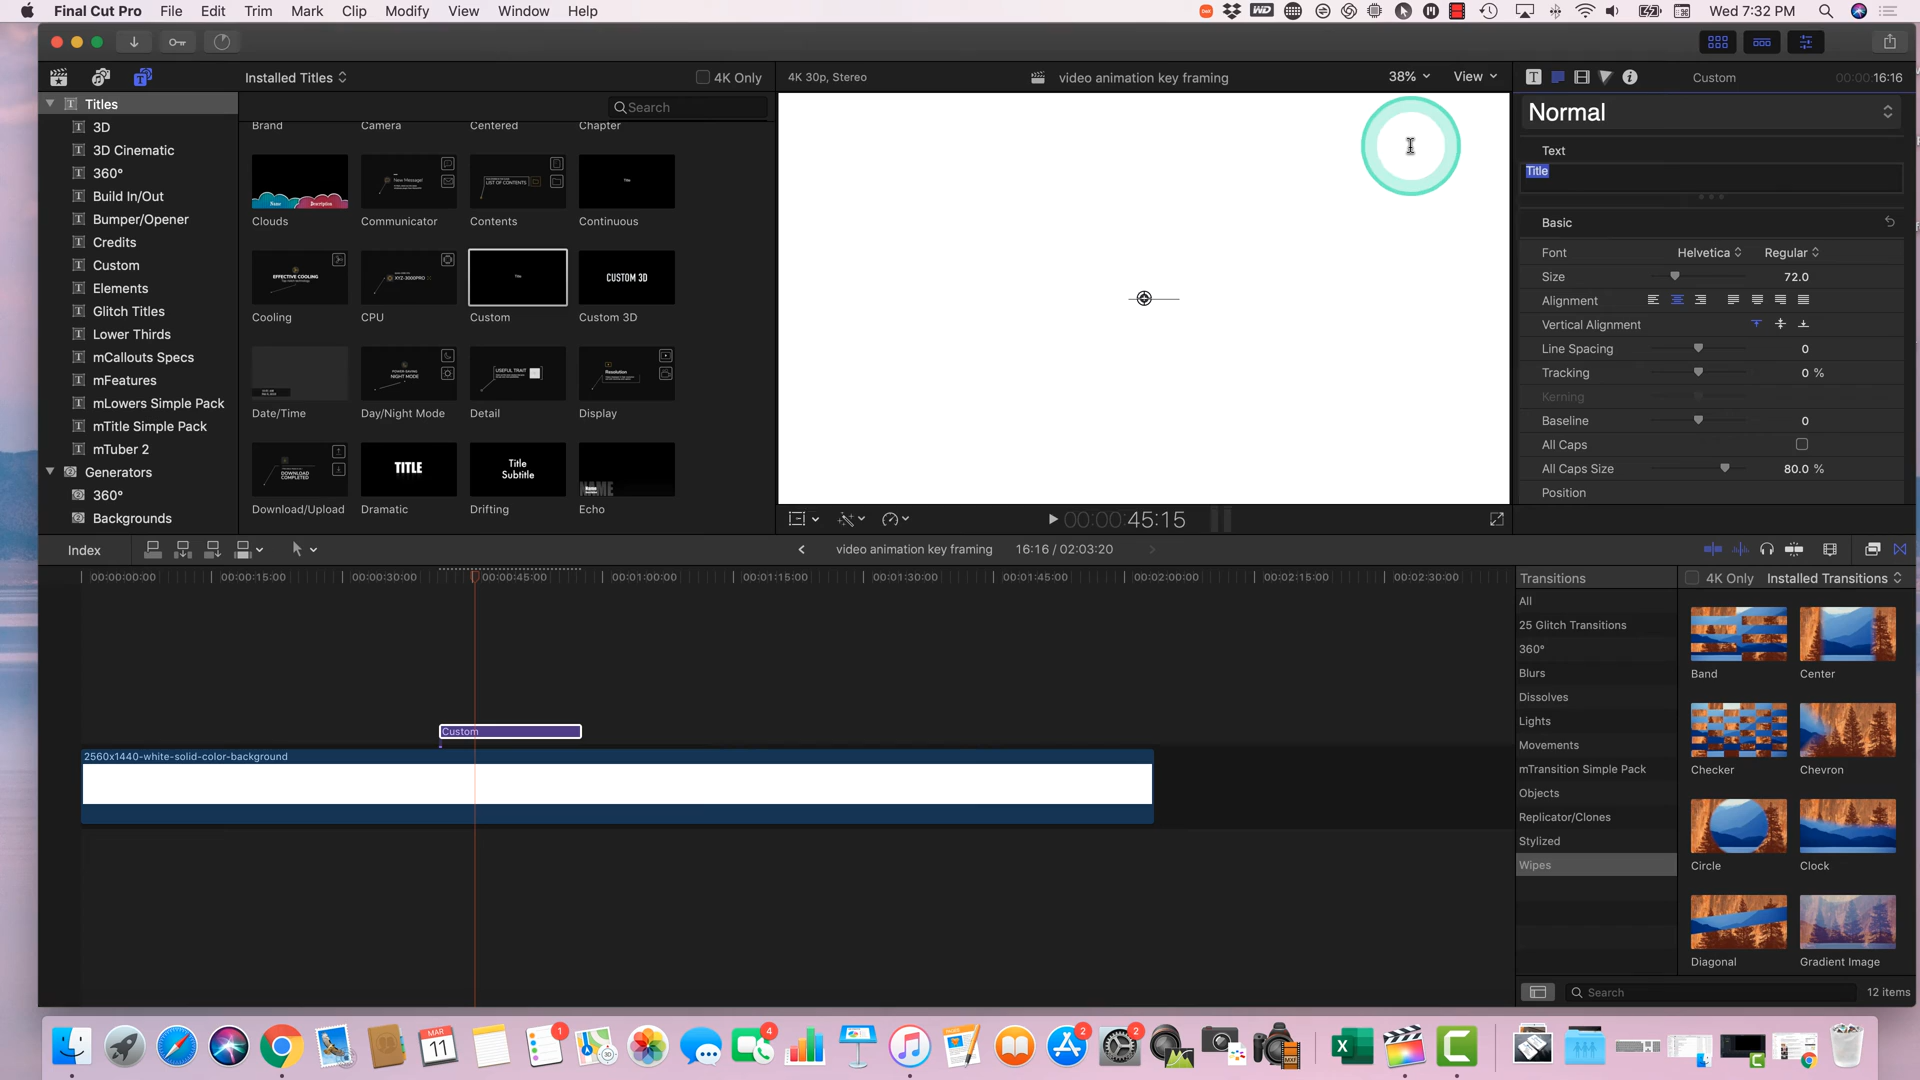 Final Cut Pro File Edit Trim Mark Clip Modify View Window Help Wed 7:32 PM
Installed Titles 4K Only 4K 30p, Stereo video animation key framing 38% View Custom 00:00:16:16
Titles
3D
3D Cinematic
360°
Build In/Out
Bumper/Opener
Credits
Custom
Elements
Glitch Titles
Lower Thirds
mCallouts Specs
mFeatures
mLowers Simple Pack
mTitle Simple Pack
mTuber 2
Generators
360°
Backgrounds
Search
Brand Camera Centered Chapter
Clouds Communicator Contents Continuous
Cooling CPU Custom Custom 3D
CUSTOM 3D
Date/Time Day/Night Mode Detail Display
TITLE
Title
Subtitle
Download/Upload Dramatic Drifting Echo
00:00:45:15
Normal
Text
Title
Basic
Font Helvetica Regular
Size 72.0
Alignment
Vertical Alignment
Line Spacing 0
Tracking 0 %
Kerning
Baseline 0
All Caps
All Caps Size 80.0 %
Position
Index video animation key framing 16:16 / 02:03:20
00:00:00:00 00:00:15:00 00:00:30:00 00:00:45:00 00:01:00:00 00:01:15:00 00:01:30:00 00:01:45:00 00:02:00:00 00:02:15:00 00:02:30:00
Custom
2560x1440-white-solid-color-background
Transitions 4K Only Installed Transitions
All
25 Glitch Transitions
360°
Blurs
Dissolves
Lights
Movements
mTransition Simple Pack
Objects
Replicator/Clones
Stylized
Wipes
Band Center
Checker Chevron
Circle Clock
Diagonal Gradient Image
Search 12 items
MAR
11
1
4
2
2